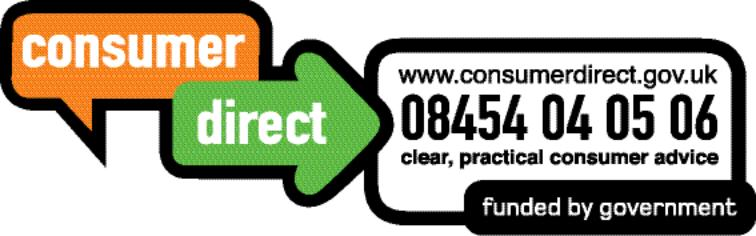 consumer
direct
www.consumerdirect.gov.uk
08454 04 05 06
clear, practical consumer advice
funded by government